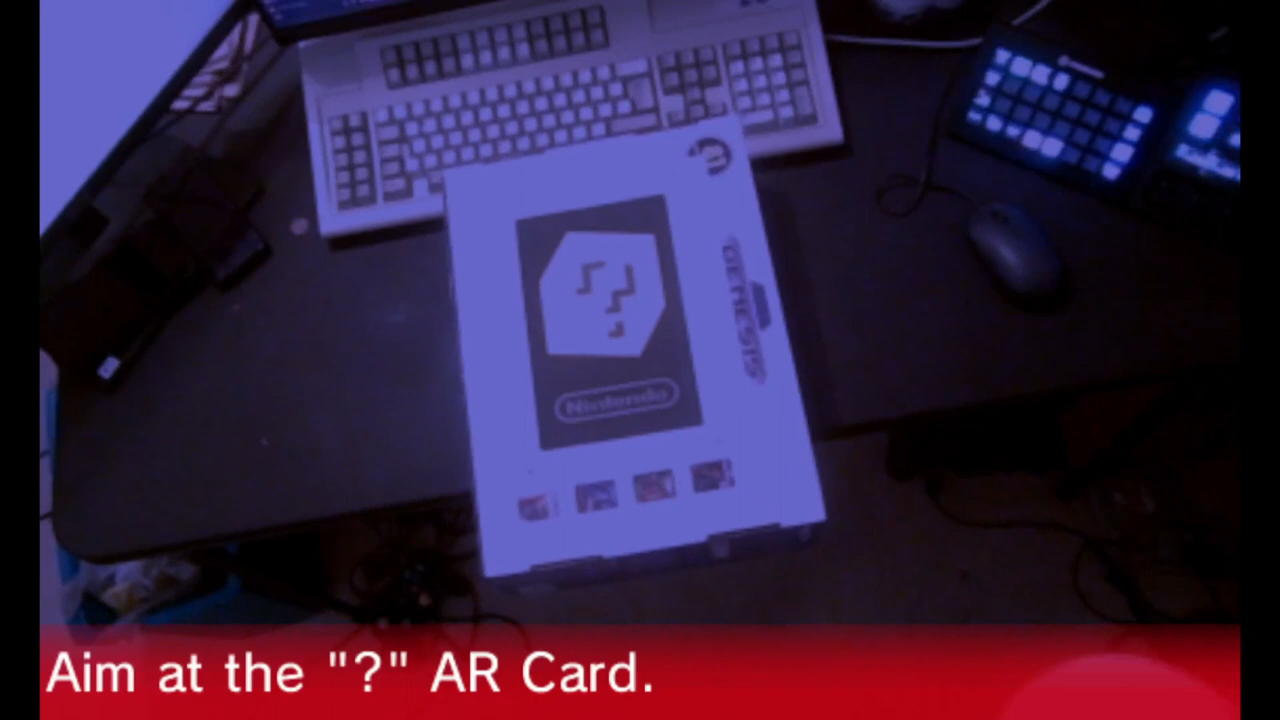 GENESIS
Nintendo
Aim at the "?" AR Card.